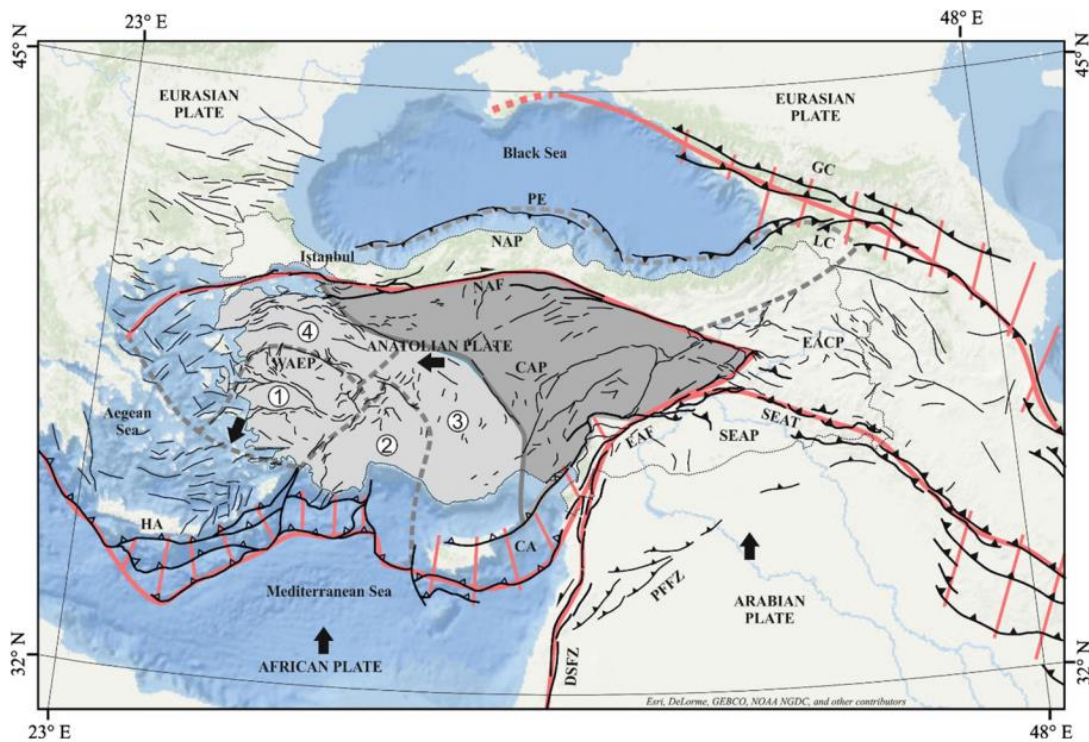 23° E
48° E
45° N
45° N
EURASIAN
PLATE
EURASIAN
PLATE
Black Sea
GC
PE
NAP
LC
Istanbul
NAF
④
ANATOLIAN PLATE
EACP
WAEP
CAP
①
Aegean
Sea
③
SEAT
②
EAF
SEAP
HA
CA
Mediterranean Sea
PFFZ
ARABIAN
PLATE
AFRICAN PLATE
DSFZ
32° N
32° N
Esri, DeLorme, GEBCO, NOAA NGDC, and other contributors
23° E
48° E